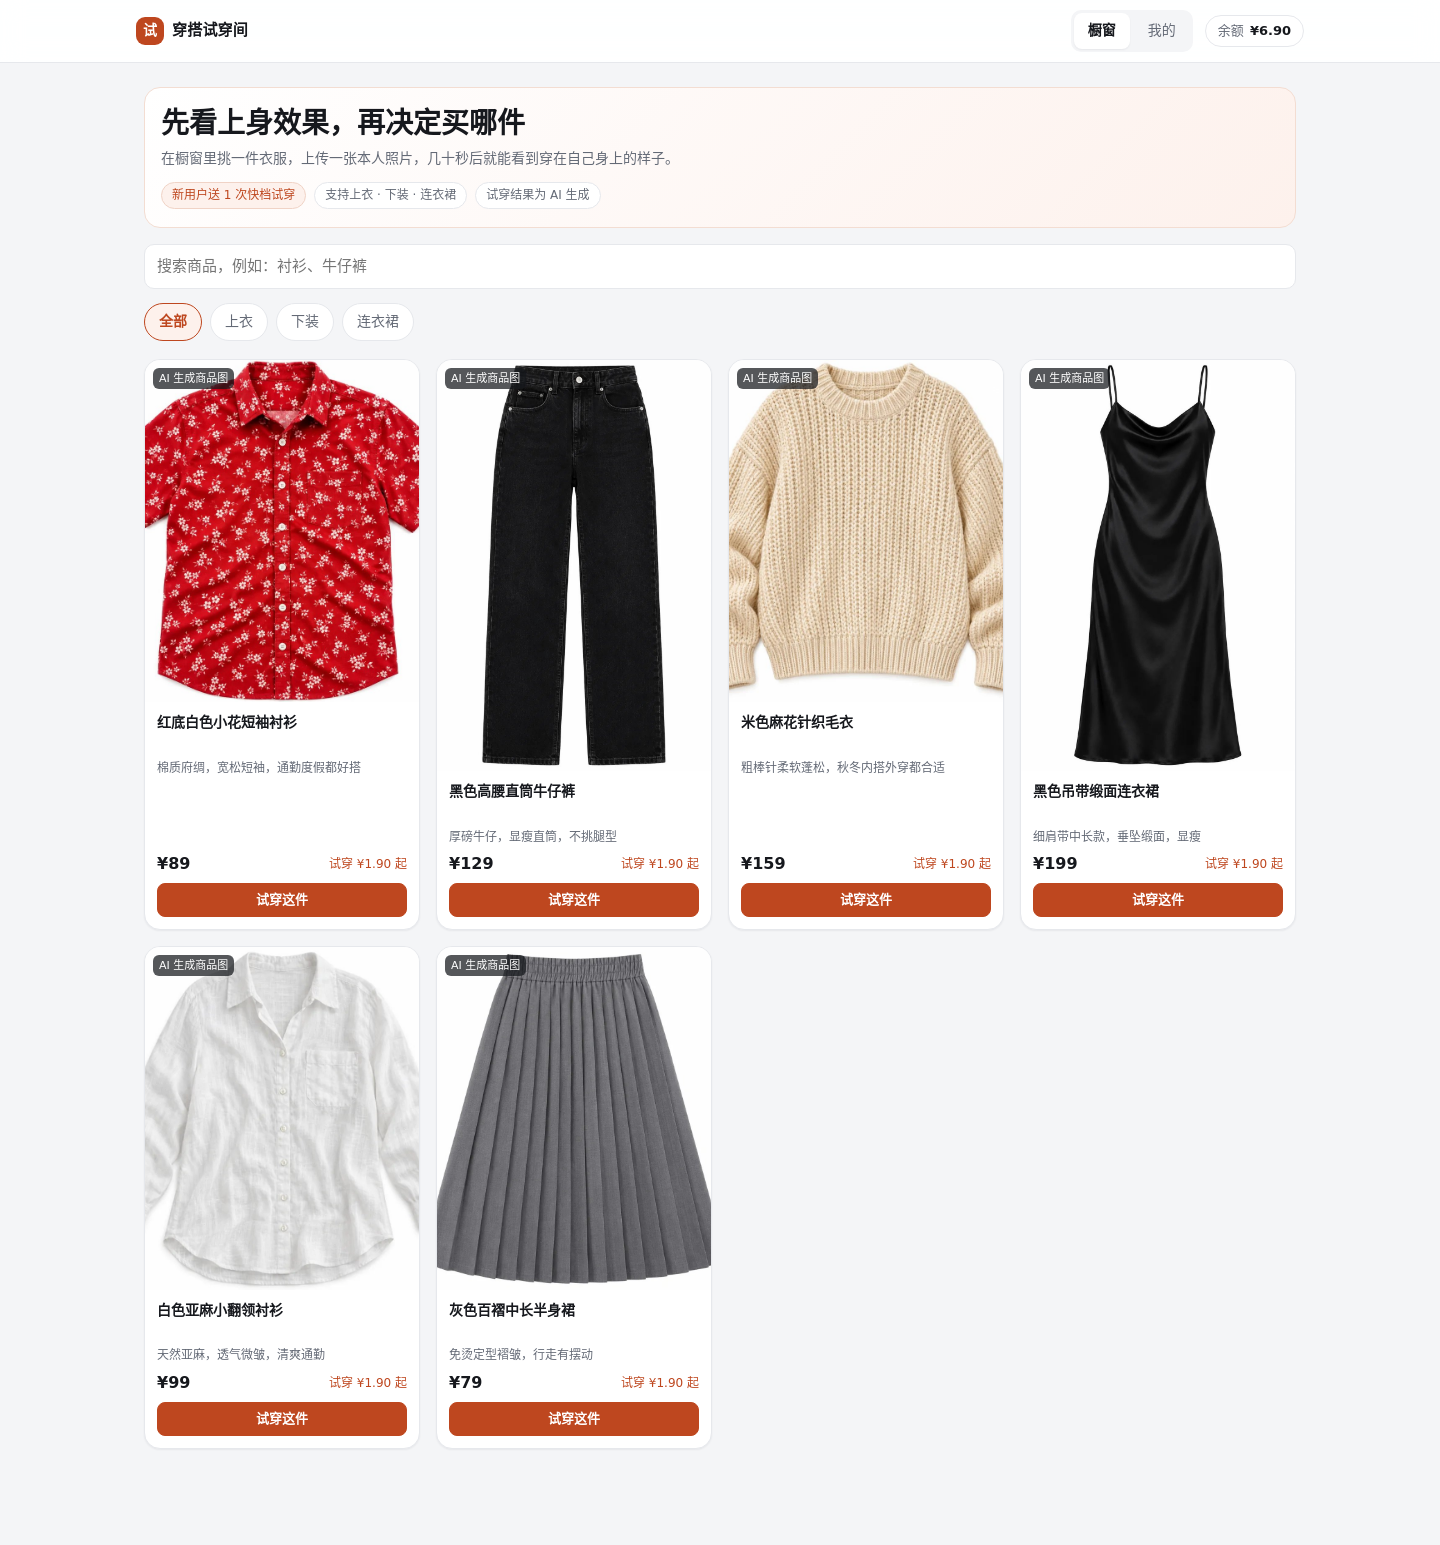 试 穿搭试穿间
橱窗 我的 余额 ¥6.90
先看上身效果，再决定买哪件
在橱窗里挑一件衣服，上传一张本人照片，几十秒后就能看到穿在自己身上的样子。
新用户送 1 次快档试穿 支持上衣 · 下装 · 连衣裙 试穿结果为 AI 生成
搜索商品，例如：衬衫、牛仔裤
全部 上衣 下装 连衣裙
AI 生成商品图
红底白色小花短袖衬衫
棉质府绸，宽松短袖，通勤度假都好搭
¥89 试穿 ¥1.90 起
试穿这件
AI 生成商品图
黑色高腰直筒牛仔裤
厚磅牛仔，显瘦直筒，不挑腿型
¥129 试穿 ¥1.90 起
试穿这件
AI 生成商品图
米色麻花针织毛衣
粗棒针柔软蓬松，秋冬内搭外穿都合适
¥159 试穿 ¥1.90 起
试穿这件
AI 生成商品图
黑色吊带缎面连衣裙
细肩带中长款，垂坠缎面，显瘦
¥199 试穿 ¥1.90 起
试穿这件
AI 生成商品图
白色亚麻小翻领衬衫
天然亚麻，透气微皱，清爽通勤
¥99 试穿 ¥1.90 起
试穿这件
AI 生成商品图
灰色百褶中长半身裙
免烫定型褶皱，行走有摆动
¥79 试穿 ¥1.90 起
试穿这件